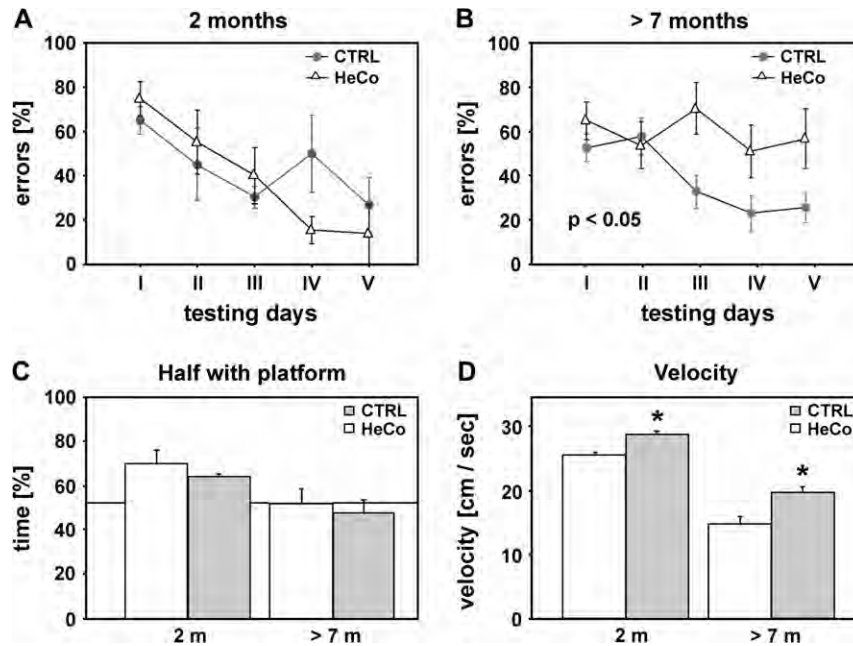 A 2 months
100
80
60
40
20
0
errors [%]
CTRL
HeCo
I II III IV V
testing days
B > 7 months
100
80
60
40
20
0
errors [%]
CTRL
HeCo
p < 0.05
I II III IV V
testing days
C Half with platform
100
80
60
40
20
0
time [%]
CTRL
HeCo
2 m > 7 m
D Velocity
30
20
10
0
velocity [cm / sec]
CTRL
HeCo
*
*
2 m > 7 m